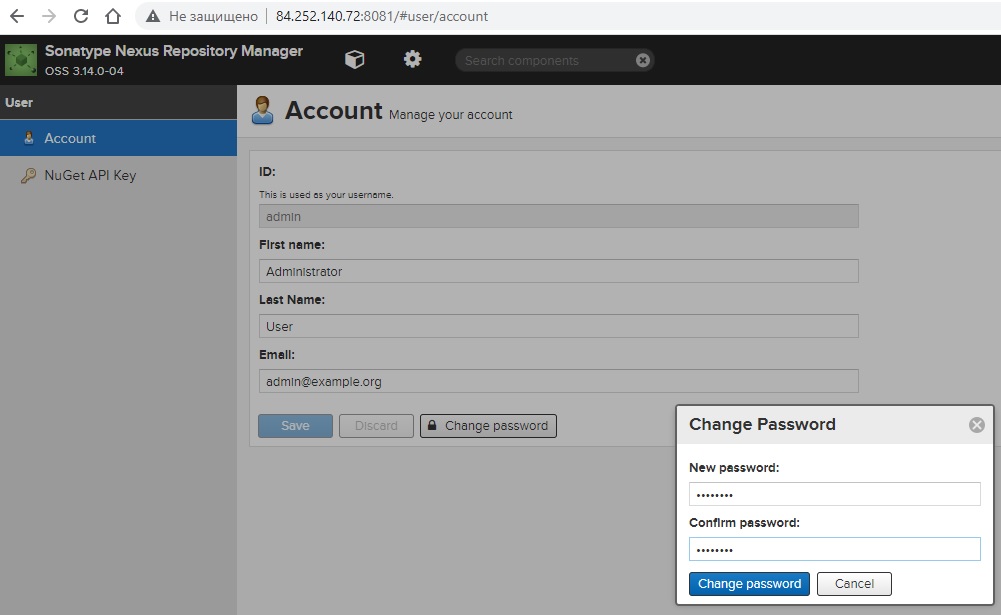 Не защищено 84.252.140.72:8081/#user/account
Sonatype Nexus Repository Manager
OSS 3.14.0-04
Search components
User
Account
NuGet API Key
Account Manage your account
ID:
This is used as your username.
admin
First name:
Administrator
Last Name:
User
Email:
admin@example.org
Save Discard Change password
Change Password
New password:
••••••••
Confirm password:
••••••••
Change password Cancel